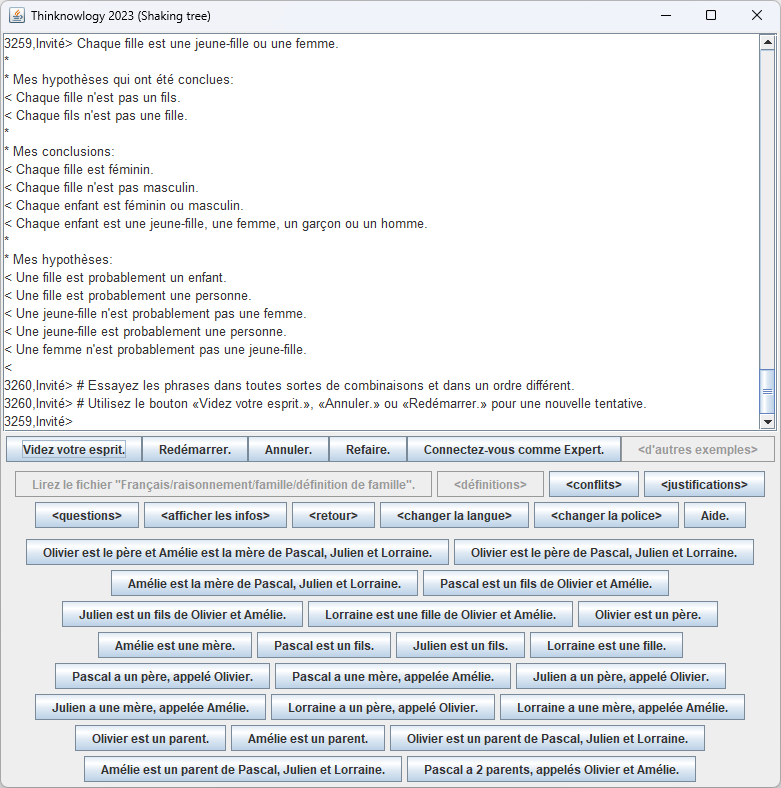 Thinknowlogy 2023 (Shaking tree)
3259,Invité> Chaque fille est une jeune-fille ou une femme.
*
* Mes hypothèses qui ont été conclues:
< Chaque fille n'est pas un fils.
< Chaque fils n'est pas une fille.
*
* Mes conclusions:
< Chaque fille est féminin.
< Chaque fille n'est pas masculin.
< Chaque enfant est féminin ou masculin.
< Chaque enfant est une jeune-fille, une femme, un garçon ou un homme.
*
* Mes hypothèses:
< Une fille est probablement un enfant.
< Une fille est probablement une personne.
< Une jeune-fille n'est probablement pas une femme.
< Une jeune-fille est probablement une personne.
< Une femme n'est probablement pas une jeune-fille.
<
3260,Invité> # Essayez les phrases dans toutes sortes de combinaisons et dans un ordre différent.
3260,Invité> # Utilisez le bouton «Videz votre esprit.», «Annuler.» ou «Redémarrer.» pour une nouvelle tentative.
3259,Invité>
Videz votre esprit. Redémarrer. Annuler. Refaire. Connectez-vous comme Expert. <d'autres exemples>
Lirez le fichier "Français/raisonnement/famille/définition de famille". <définitions> <conflits> <justifications>
<questions> <afficher les infos> <retour> <changer la langue> <changer la police> Aide.
Olivier est le père et Amélie est la mère de Pascal, Julien et Lorraine. Olivier est le père de Pascal, Julien et Lorraine.
Amélie est la mère de Pascal, Julien et Lorraine. Pascal est un fils de Olivier et Amélie.
Julien est un fils de Olivier et Amélie. Lorraine est une fille de Olivier et Amélie. Olivier est un père.
Amélie est une mère. Pascal est un fils. Julien est un fils. Lorraine est une fille.
Pascal a un père, appelé Olivier. Pascal a une mère, appelée Amélie. Julien a un père, appelé Olivier.
Julien a une mère, appelée Amélie. Lorraine a un père, appelé Olivier. Lorraine a une mère, appelée Amélie.
Olivier est un parent. Amélie est un parent. Olivier est un parent de Pascal, Julien et Lorraine.
Amélie est un parent de Pascal, Julien et Lorraine. Pascal a 2 parents, appelés Olivier et Amélie.